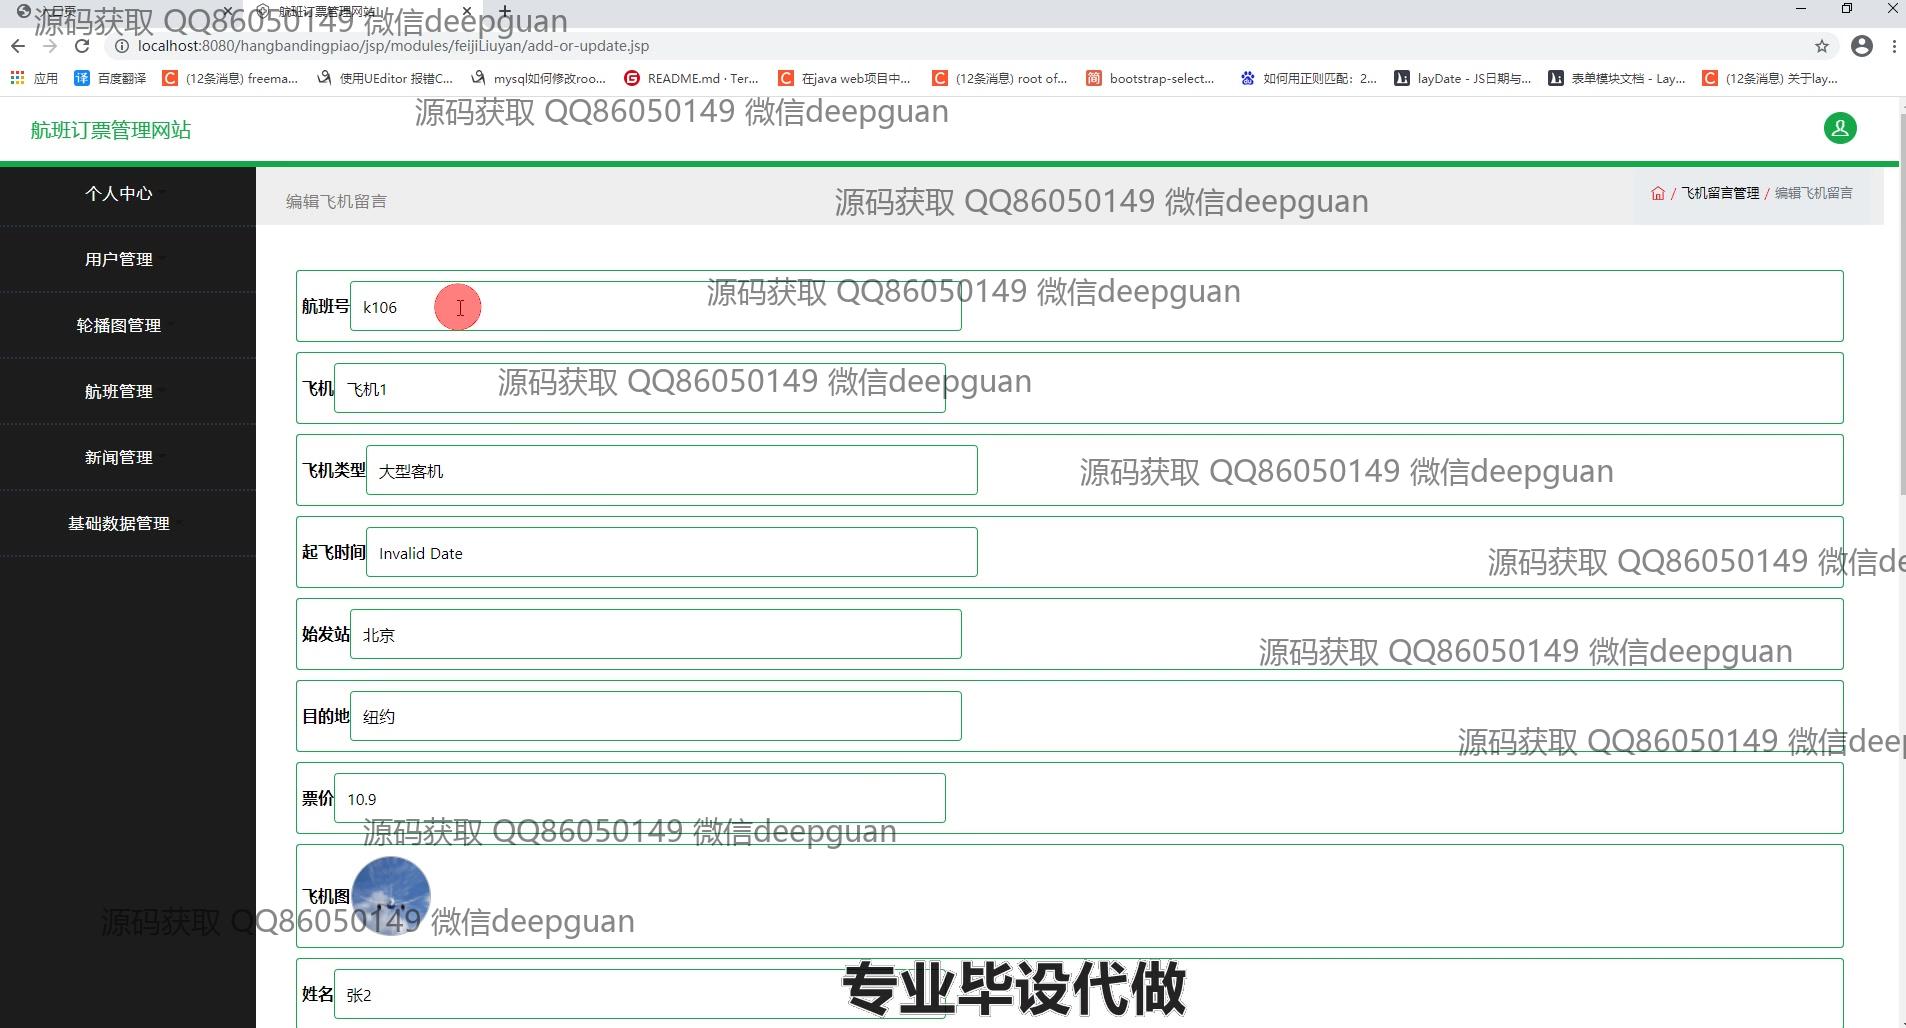 航班订票管理网站
源码获取 QQ86050149 微信deepguan
localhost:8080/hangbandingpiao/jsp/modules/feijiLiuyan/add-or-update.jsp
应用 百度翻译 (12条消息) freema... 使用UEditor 报错C... mysql如何修改roo... README.md · Ter... 在java web项目中... (12条消息) root of... bootstrap-select... 如何用正则匹配：2... layDate - JS日期与... 表单模块文档 - Lay... (12条消息) 关于lay...
源码获取 QQ86050149 微信deepguan
航班订票管理网站
个人中心
编辑飞机留言
源码获取 QQ86050149 微信deepguan
/ 飞机留言管理 / 编辑飞机留言
用户管理
源码获取 QQ86050149 微信deepguan
航班号 k106
轮播图管理
飞机 飞机1
源码获取 QQ86050149 微信deepguan
航班管理
新闻管理
飞机类型 大型客机
源码获取 QQ86050149 微信deepguan
基础数据管理
起飞时间 Invalid Date
源码获取 QQ86050149 微信de
始发站 北京
源码获取 QQ86050149 微信deepguan
目的地 纽约
源码获取 QQ86050149 微信deep
票价 10.9
源码获取 QQ86050149 微信deepguan
飞机图
源码获取 QQ86050149 微信deepguan
姓名 张2
专业毕设代做